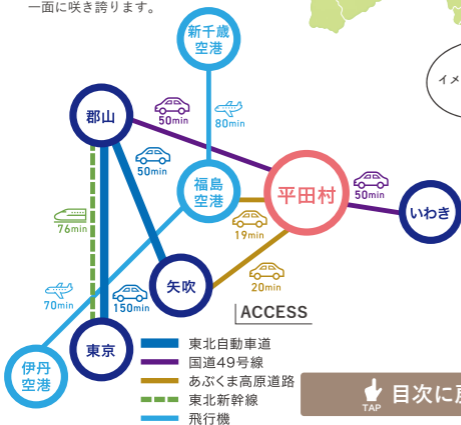 一面に咲き誇ります。
新千歳
空港
イメ
郡山
50min
80min
50min
福島
空港
平田村
50min
いわき
19min
76min
20min
矢吹
70min
150min
ACCESS
東京
伊丹
空港
東北自動車道
国道49号線
あぶくま高原道路
東北新幹線
飛行機
TAP
目次に